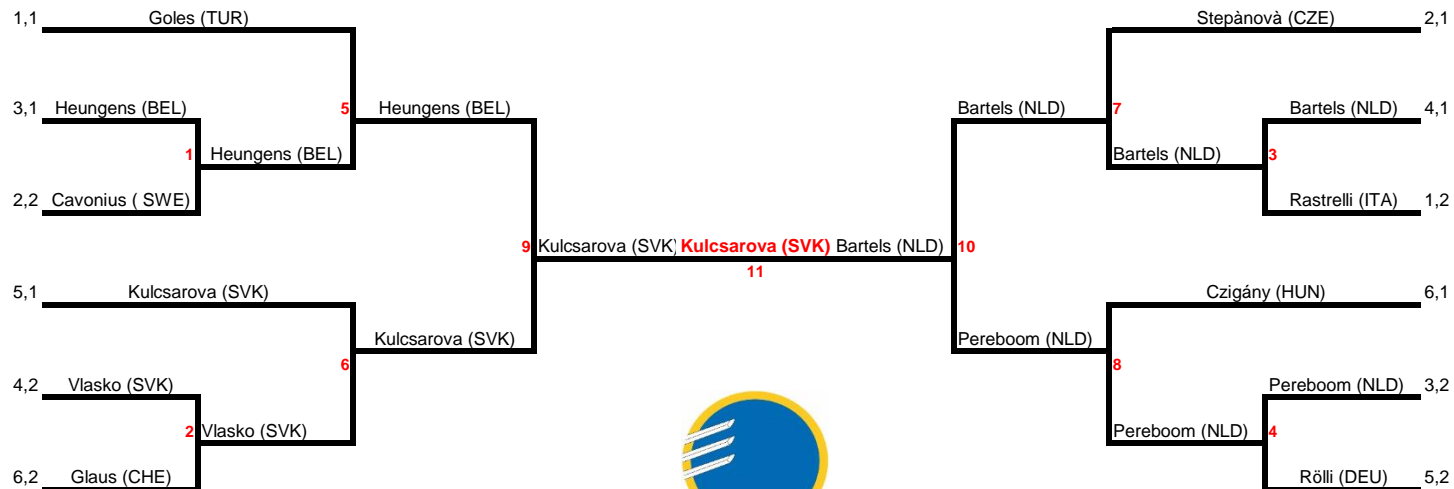 1,1 Goles (TUR) Stepànovà (CZE) 2,1
3,1 Heungens (BEL) 5 Heungens (BEL) Bartels (NLD) 7 Bartels (NLD) 4,1
1 Heungens (BEL) Bartels (NLD) 3
2,2 Cavonius ( SWE) Rastrelli (ITA) 1,2
9 Kulcsarova (SVK) Kulcsarova (SVK) Bartels (NLD) 10
11
5,1 Kulcsarova (SVK) Czigány (HUN) 6,1
Kulcsarova (SVK) Pereboom (NLD)
6 8
4,2 Vlasko (SVK) Pereboom (NLD) 3,2
2 Vlasko (SVK) Pereboom (NLD) 4
6,2 Glaus (CHE) Rölli (DEU) 5,2